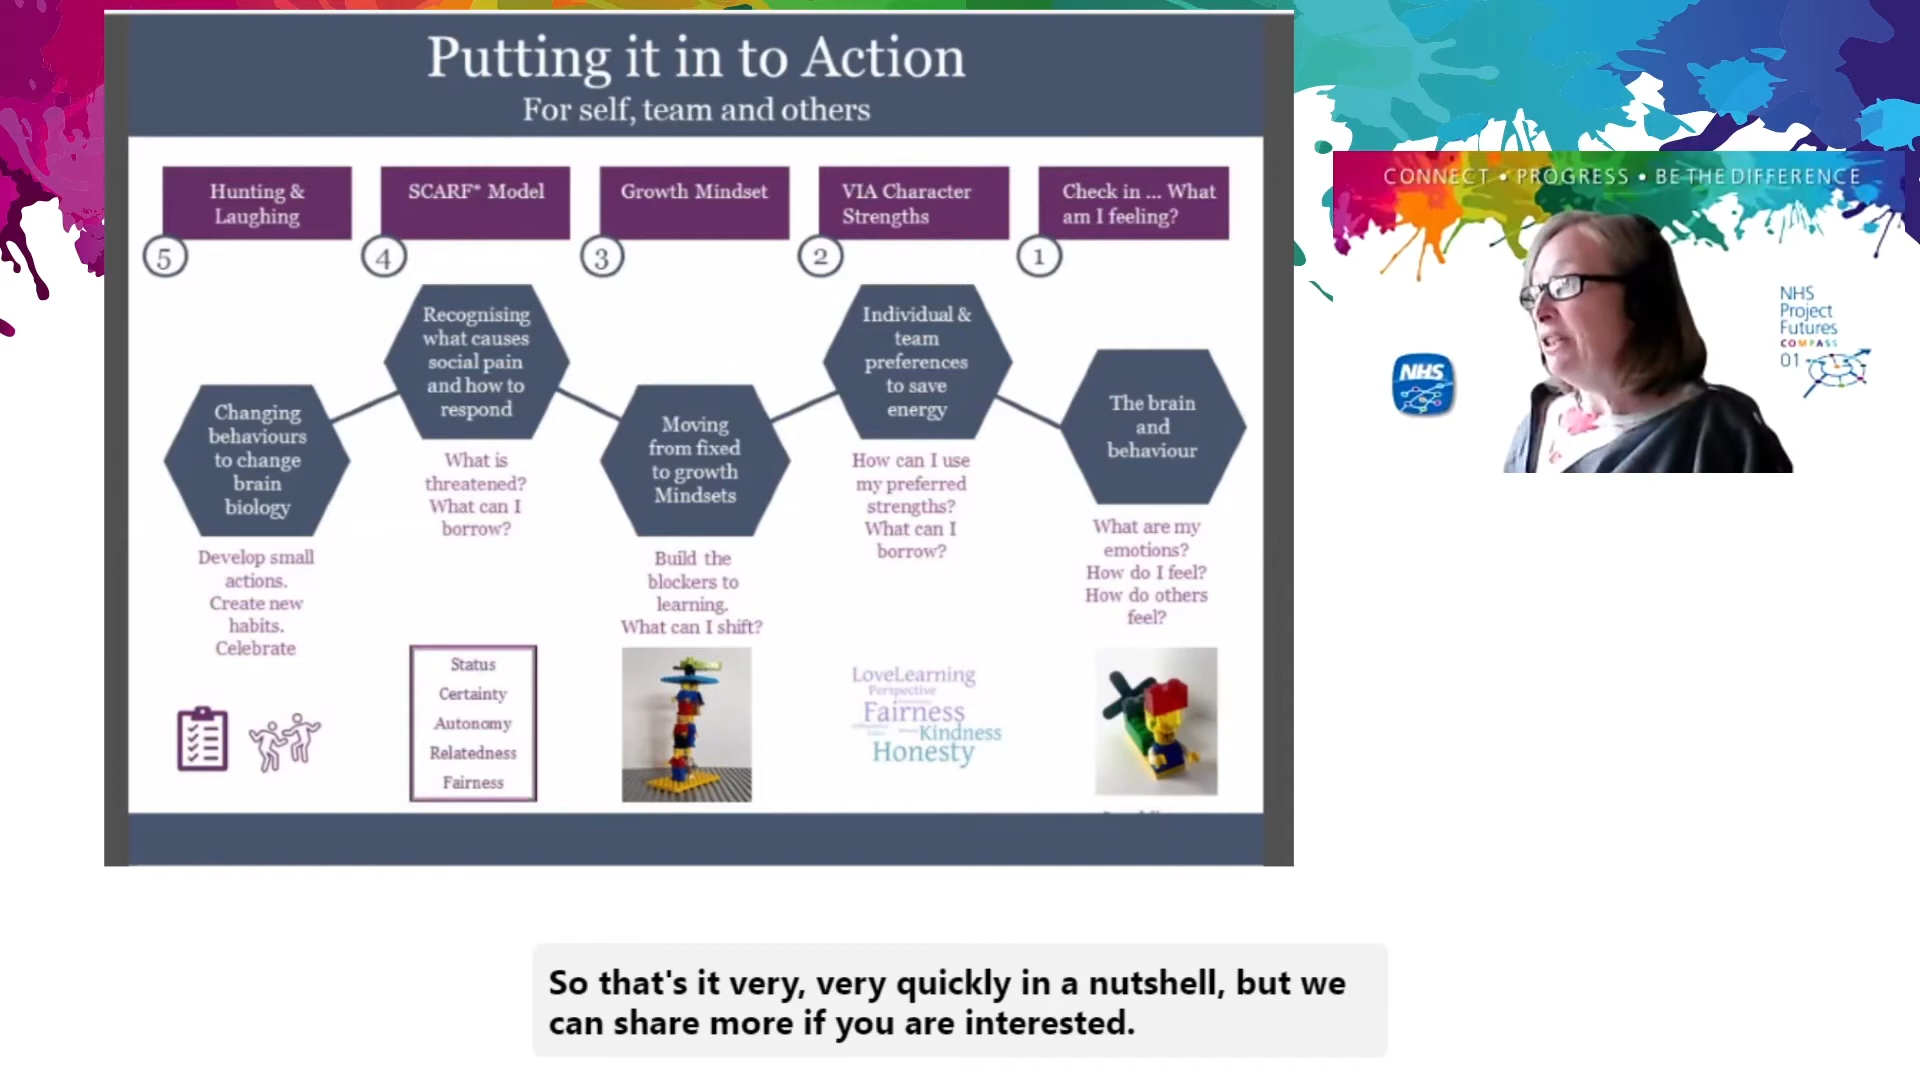 Putting it in to Action
For self, team and others
Hunting &
Laughing
5
SCARF* Model
4
Growth Mindset
3
VIA Character
Strengths
2
Check in ... What
am I feeling?
1
Changing
behaviours
to change
brain
biology
Develop small
actions.
Create new
habits.
Celebrate
Recognising
what causes
social pain
and how to
respond
What is
threatened?
What can I
borrow?
Status
Certainty
Autonomy
Relatedness
Fairness
Moving
from fixed
to growth
Mindsets
Build the
blockers to
learning.
What can I shift?
Individual &
team
preferences
to save
energy
How can I use
my preferred
strengths?
What can I
borrow?
LoveLearning
Perspective
Fairness
Kindness
Honesty
The brain
and
behaviour
What are my
emotions?
How do I feel?
How do others
feel?
CONNECT • PROGRESS • BE THE DIFFERENCE
NHS
NHS
Project
Futures
COMPASS
01
So that's it very, very quickly in a nutshell, but we
can share more if you are interested.